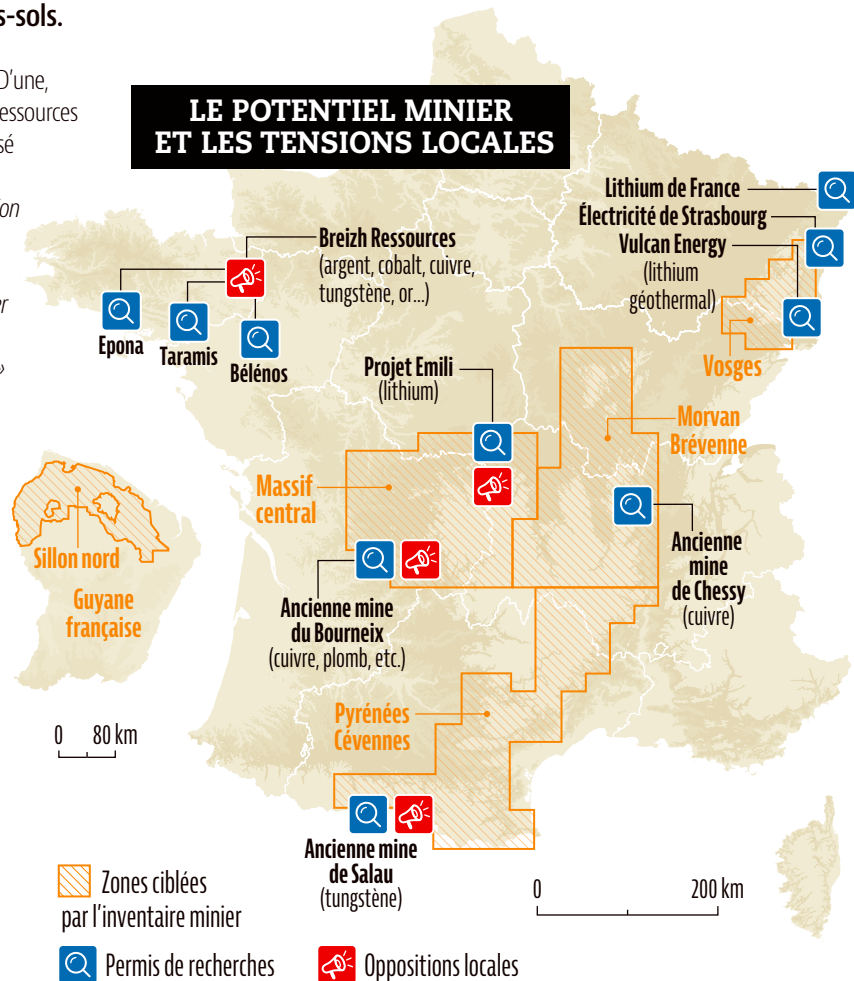 s-sols.
D'une,
essources
sé
on
er
»
LE POTENTIEL MINIER
ET LES TENSIONS LOCALES
Lithium de France
Électricité de Strasbourg
Vulcan Energy
(lithium
géothermal)
Vosges
Breizh Ressources
(argent, cobalt, cuivre,
tungstène, or...)
Epona
Taramis
Bélénos
Projet Emili
(lithium)
Morvan
Brévenne
Massif
central
Sillon nord
Guyane
française
0 80 km
Ancienne mine
du Bourneix
(cuivre, plomb, etc.)
Ancienne
mine
de Chessy
(cuivre)
Pyrénées
Cévennes
Ancienne mine
de Salau
(tungstène)
0 200 km
Zones ciblées
par l'inventaire minier
Permis de recherches
Oppositions locales